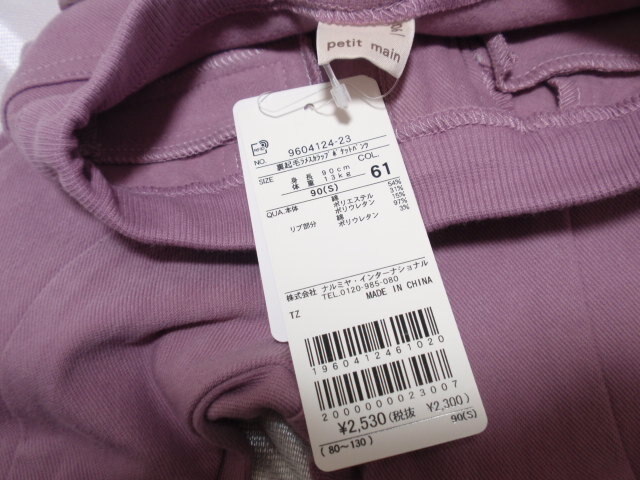 petit main
NO. 9604124-23
裏起毛ラメスカラップポケットパンツ
SIZE 身長 90cm COL.
体重 13kg 61
90(S)
QUA. 本体 綿 54%
ポリエステル 31%
ポリウレタン 15%
リブ部分 綿 97%
ポリウレタン 3%
株式会社 ナルミヤ・インターナショナル
TEL.0120-985-080
TZ MADE IN CHINA
1960412461020
2000000023007
¥2,530(税抜 ¥2,300)
(80〜130) 90(S)